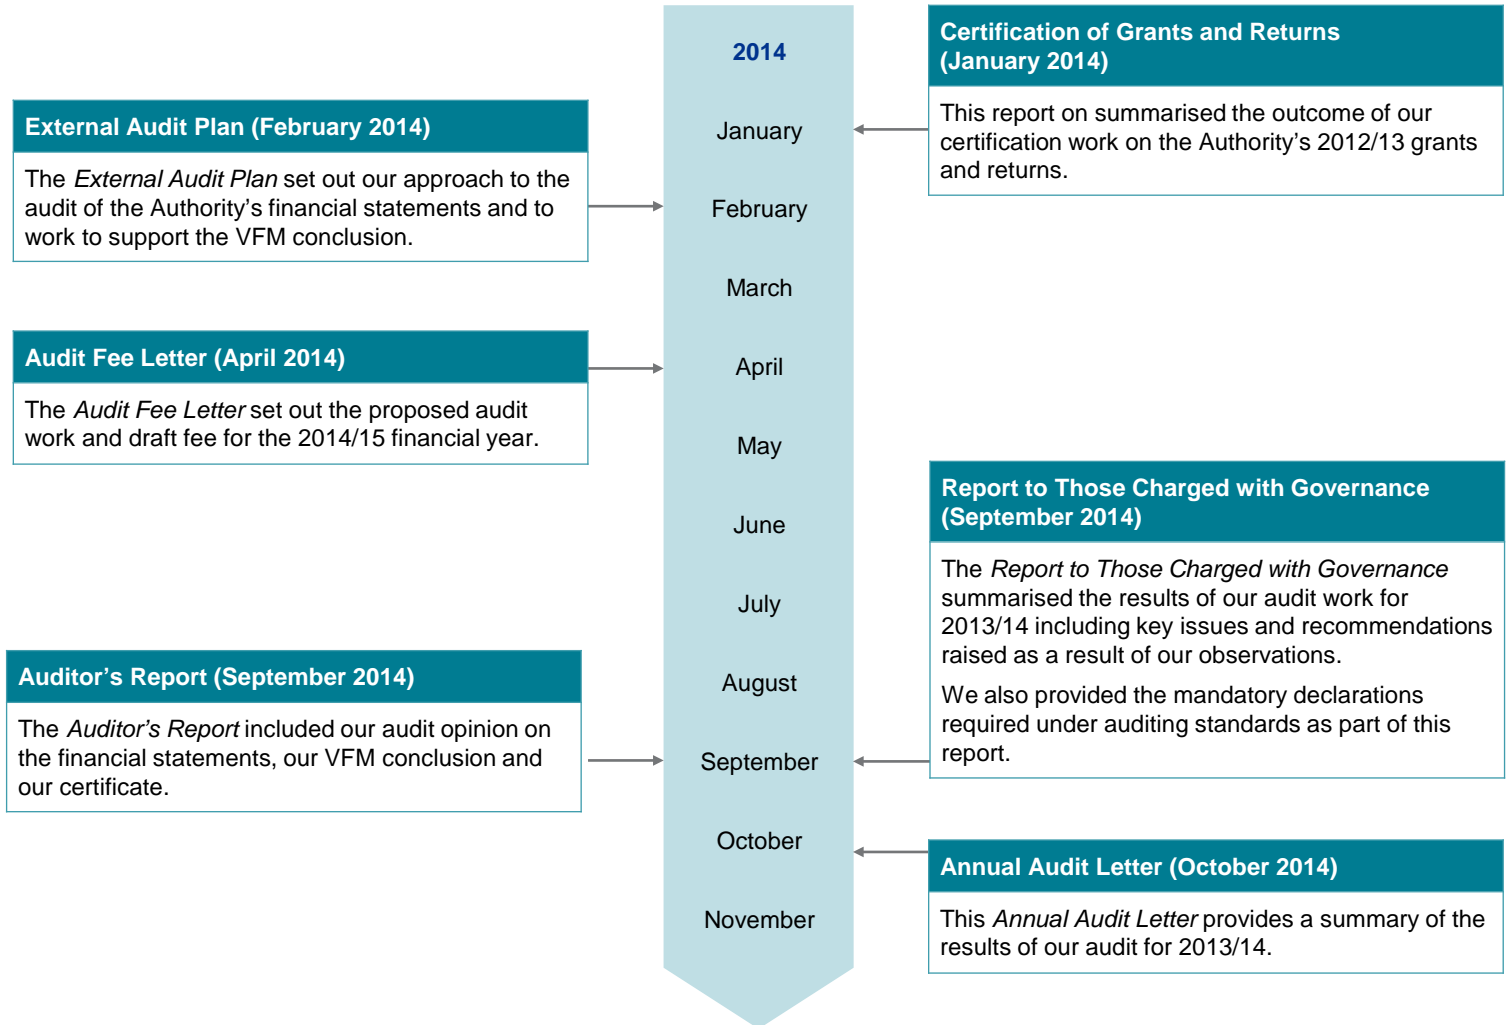 2014
January
February
March
April
May
June
July
August
September
October
November
External Audit Plan (February 2014)
The External Audit Plan set out our approach to the
audit of the Authority’s financial statements and to
work to support the VFM conclusion.
Audit Fee Letter (April 2014)
The Audit Fee Letter set out the proposed audit
work and draft fee for the 2014/15 financial year.
Auditor’s Report (September 2014)
The Auditor’s Report included our audit opinion on
the financial statements, our VFM conclusion and
our certificate.
Certification of Grants and Returns
(January 2014)
This report on summarised the outcome of our
certification work on the Authority’s 2012/13 grants
and returns.
Report to Those Charged with Governance
(September 2014)
The Report to Those Charged with Governance
summarised the results of our audit work for
2013/14 including key issues and recommendations
raised as a result of our observations.
We also provided the mandatory declarations
required under auditing standards as part of this
report.
Annual Audit Letter (October 2014)
This Annual Audit Letter provides a summary of the
results of our audit for 2013/14.